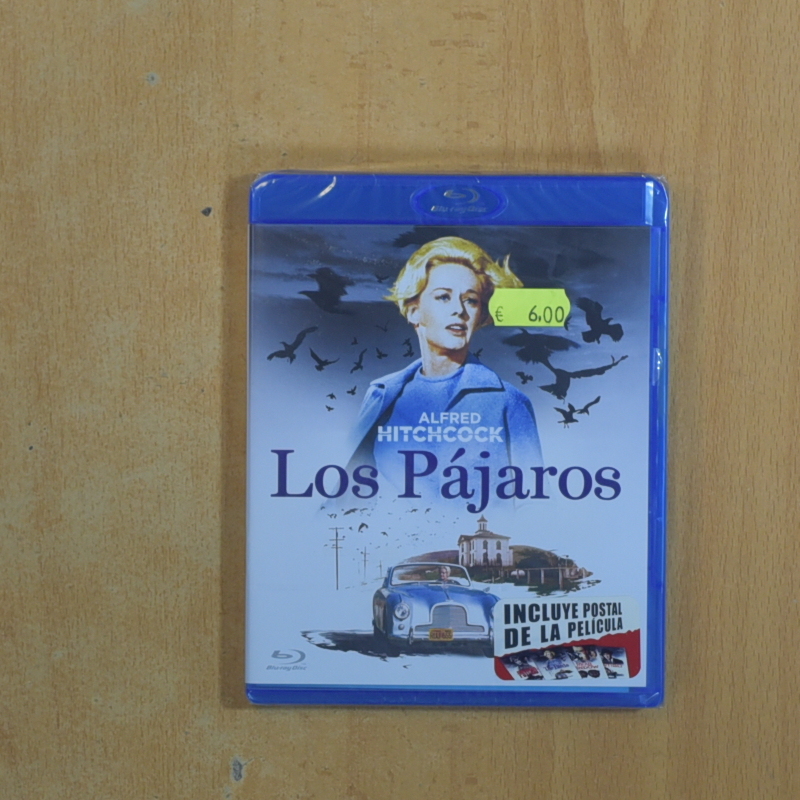 Blu-ray Disc
€ 6,00
ALFRED
HITCHCOCK
Los Pájaros
INCLUYE POSTAL
DE LA PELÍCULA
Blu-ray Disc